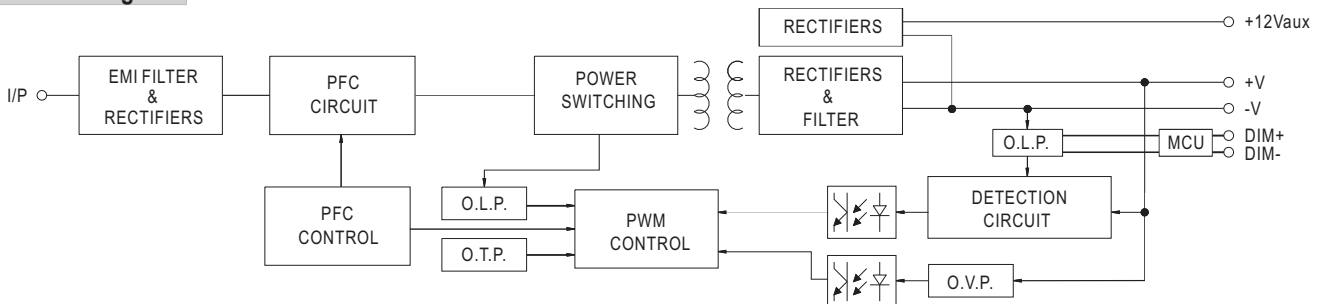 RECTIFIERS
+12Vaux
I/P
EMI FILTER
&
RECTIFIERS
PFC
CIRCUIT
POWER
SWITCHING
RECTIFIERS
&
FILTER
+V
-V
O.L.P.
MCU
DIM+
DIM-
PFC
CONTROL
O.L.P.
O.T.P.
PWM
CONTROL
DETECTION
CIRCUIT
O.V.P.